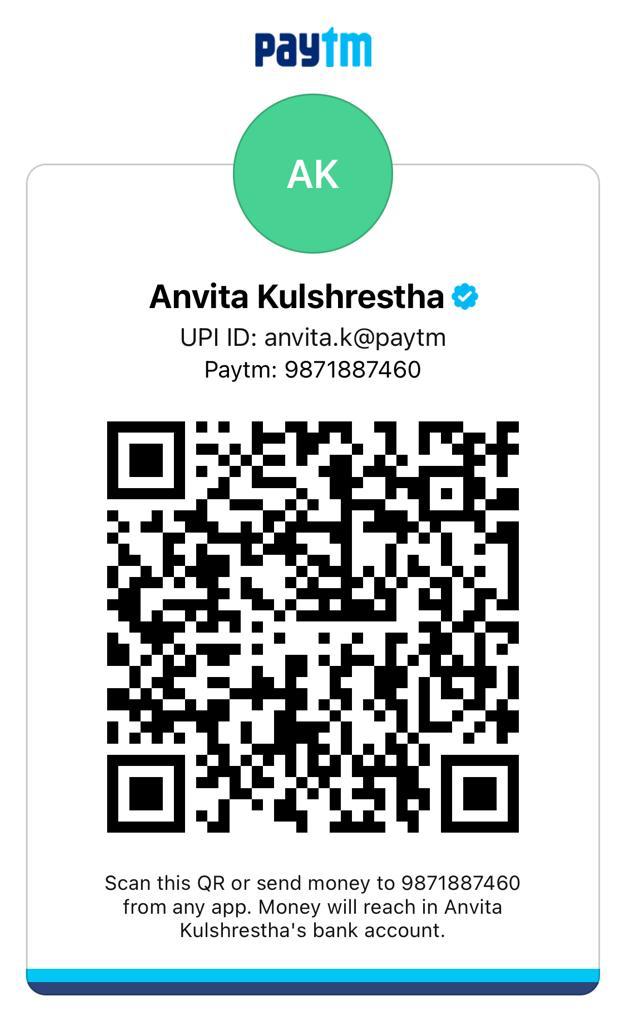 paytm
AK
Anvita Kulshrestha
UPI ID: anvita.k@paytm
Paytm: 9871887460
Scan this QR or send money to 9871887460
from any app. Money will reach in Anvita
Kulshrestha's bank account.